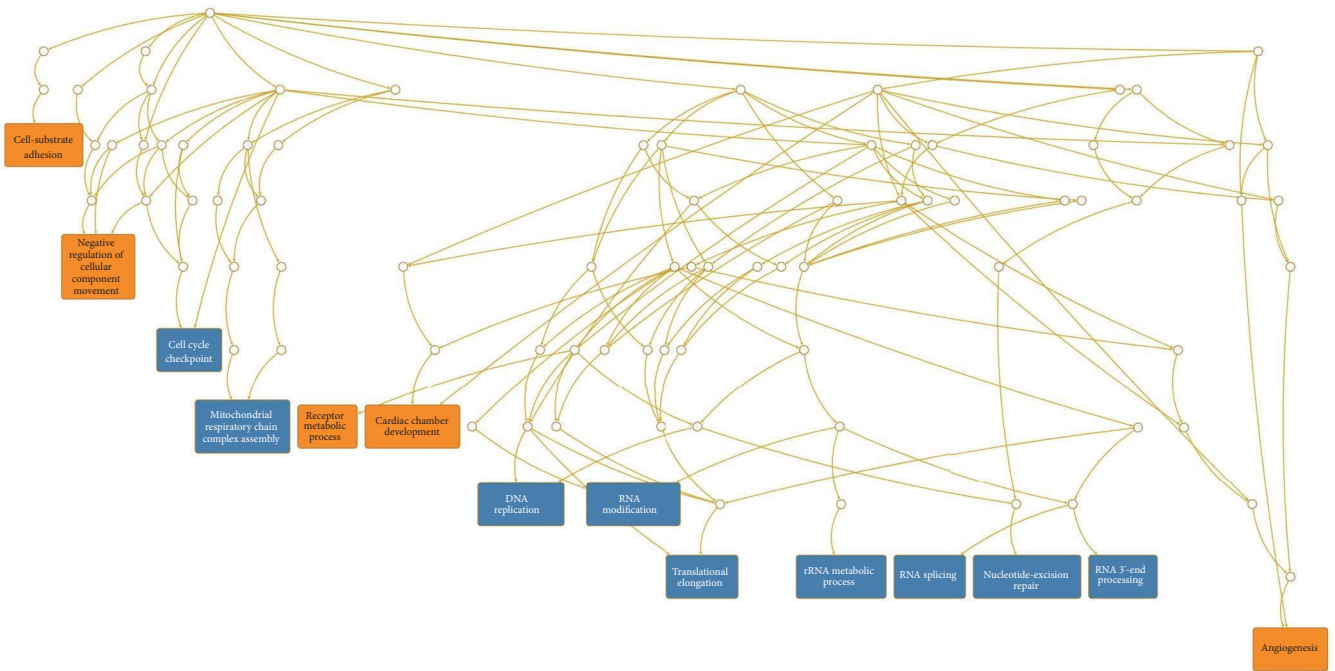 Cell-substrate
adhesion
Negative
regulation of
cellular
component
movement
Cell cycle
checkpoint
Mitochondrial
respiratory chain
complex assembly
Receptor
metabolic
process
Cardiac chamber
development
DNA
replication
RNA
modification
Translational
elongation
rRNA metabolic
process
RNA splicing
Nucleotide-excision
repair
RNA 3′-end
processing
Angiogenesis